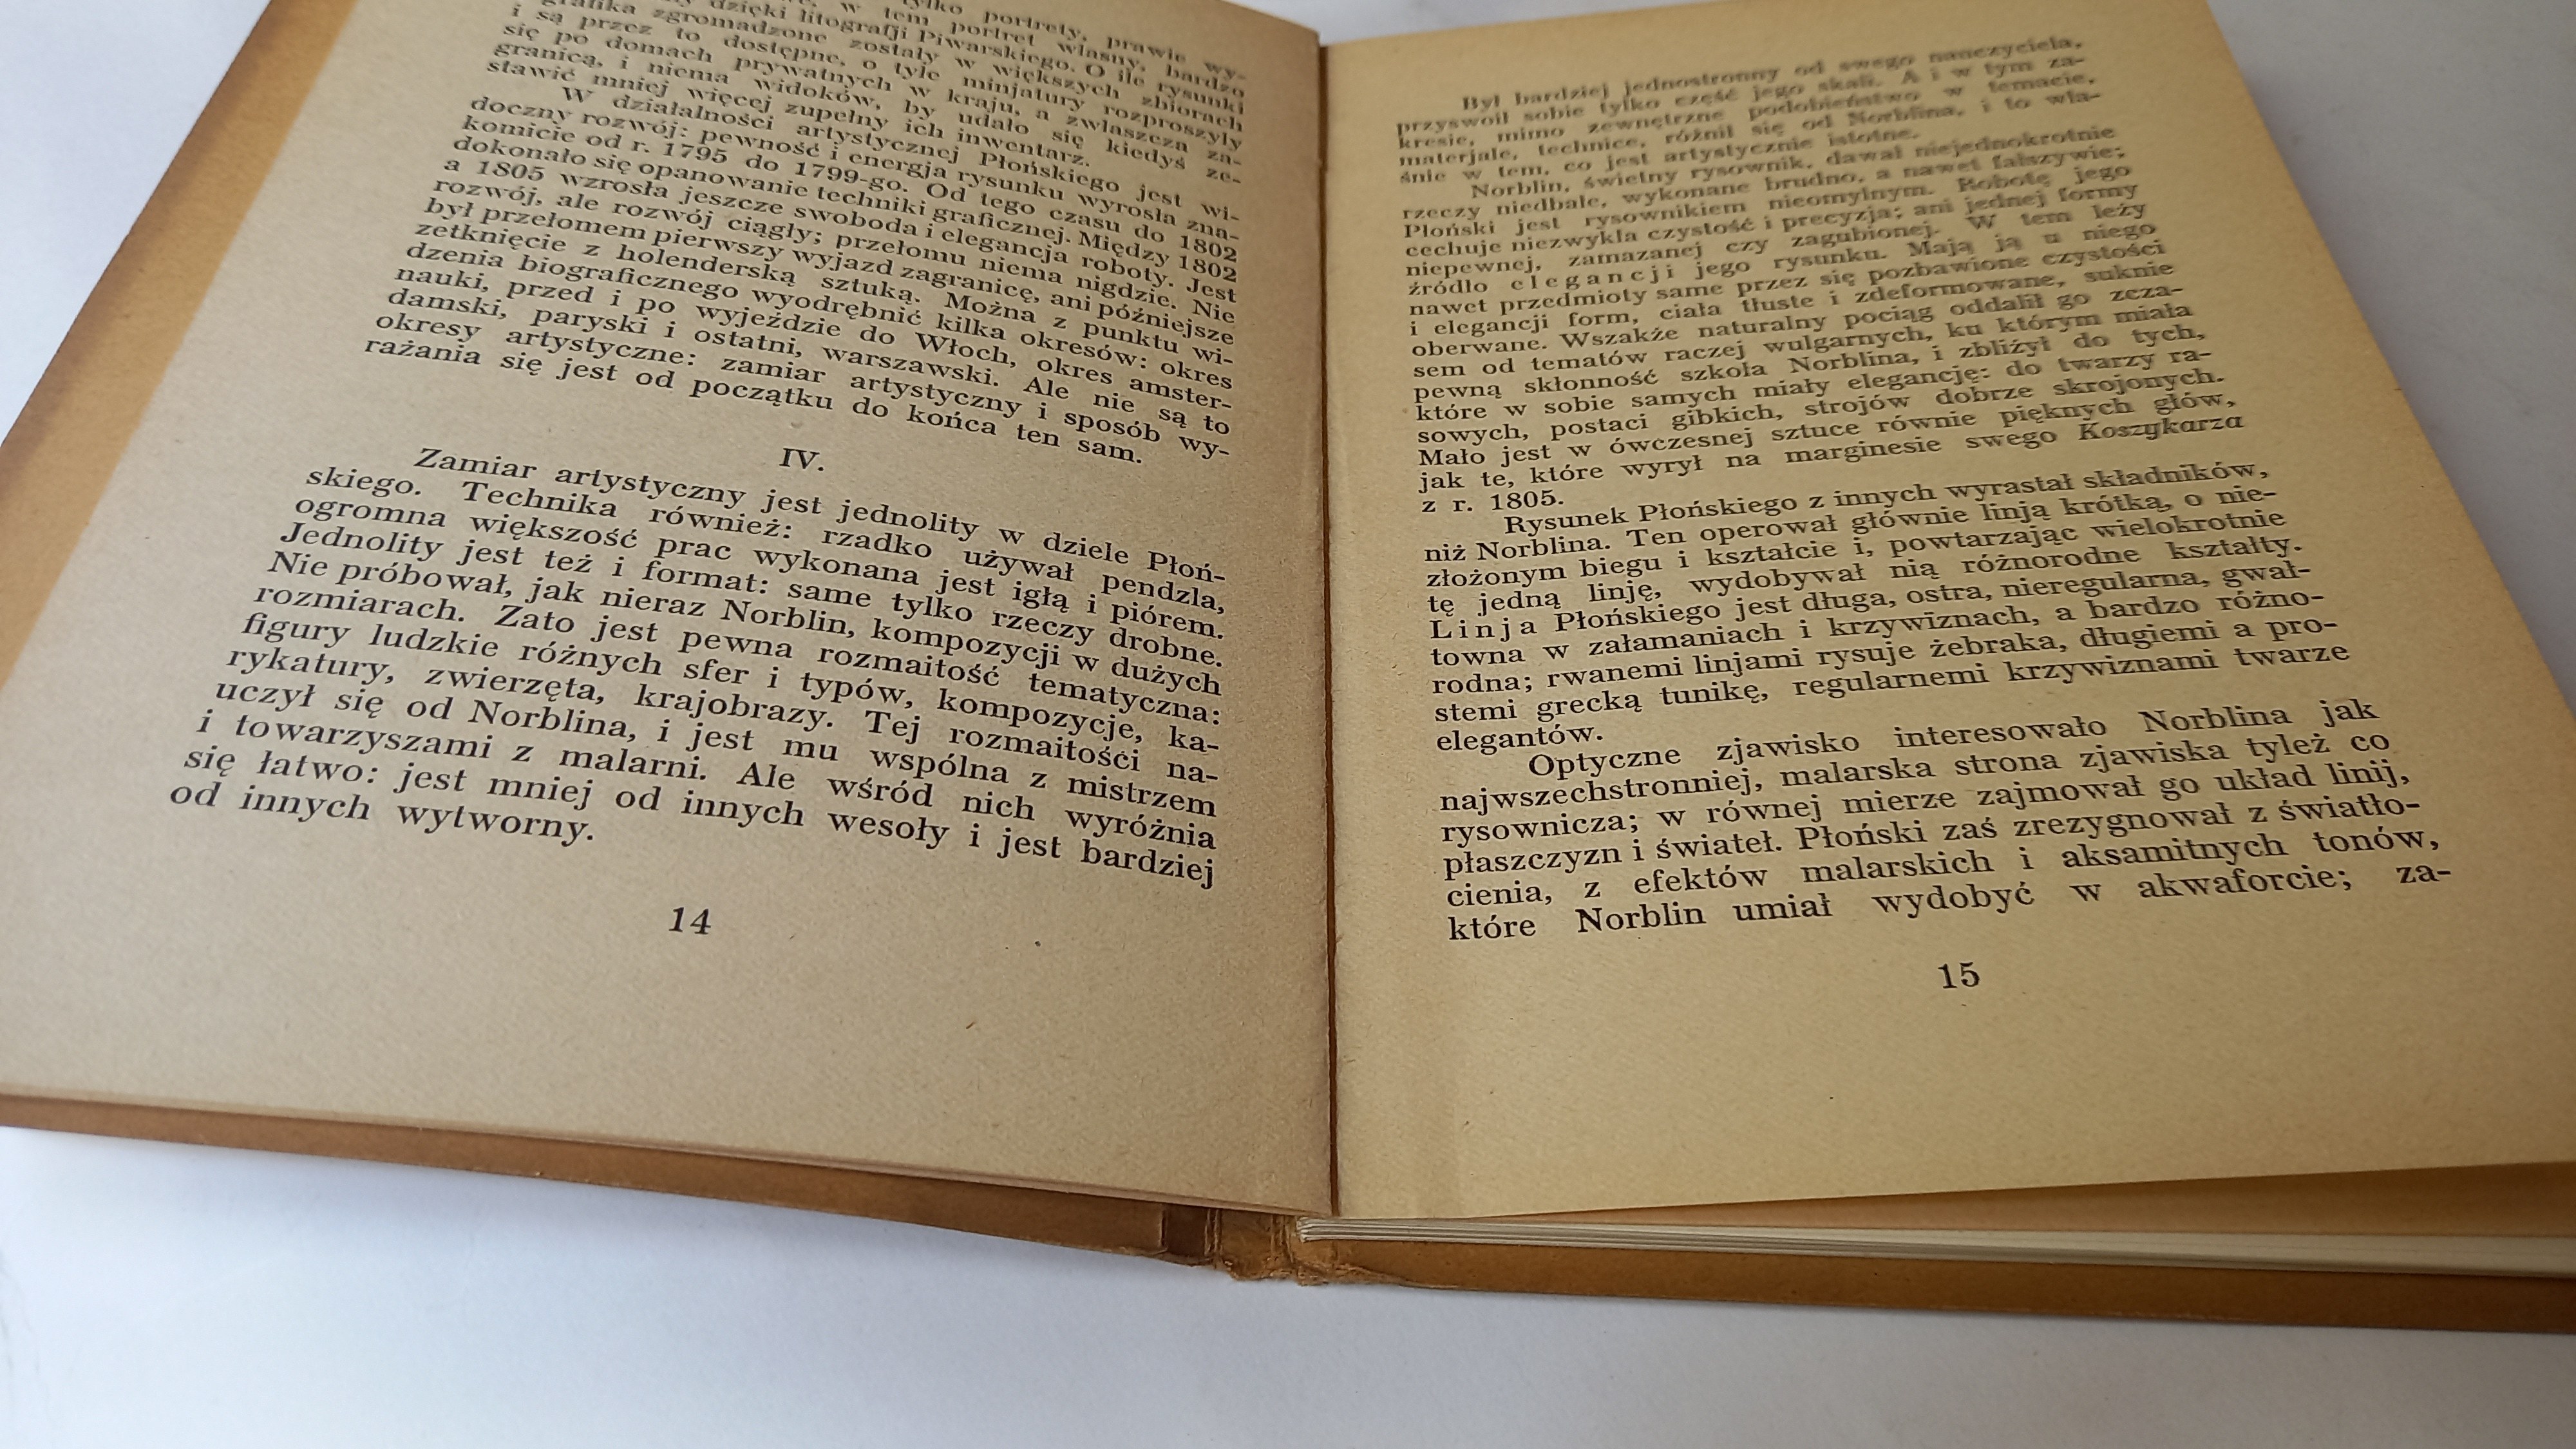 tylko portrety, prawie wy-
w tem portret własny, bardzo
dzięki litografji Piwarskiego. O ile rysunki
grafika zgromadzone zostały w większych zbiorach
i są przez to dostępne, o tyle minjatury rozproszyły
się po domach prywatnych w kraju, a zwłaszcza za-
granicą, i niema widoków, by udało się kiedyś ze-
stawić mniej więcej zupełny ich inwentarz.
W działalności artystycznej Płońskiego jest wi-
doczny rozwój: pewność i energja rysunku wyrosła zna-
komicie od r. 1795 do 1799-go. Od tego czasu do 1802
dokonało się opanowanie techniki graficznej. Między 1802
a 1805 wzrosła jeszcze swoboda i elegancja roboty. Jest
rozwój, ale rozwój ciągły; przełomu niema nigdzie. Nie
był przełomem pierwszy wyjazd zagranicę, ani późniejsze
zetknięcie z holenderską sztuką. Można z punktu wi-
dzenia biograficznego wyodrębnić kilka okresów: okres
nauki, przed i po wyjeździe do Włoch, okres amster-
damski, paryski i ostatni, warszawski. Ale nie są to
okresy artystyczne: zamiar artystyczny i sposób wy-
rażania się jest od początku do końca ten sam.
IV.
Zamiar artystyczny jest jednolity w dziele Płoń-
skiego. Technika również: rzadko używał pendzla,
ogromna większość prac wykonana jest igłą i piórem.
Jednolity jest też i format: same tylko rzeczy drobne.
Nie próbował, jak nieraz Norblin, kompozycji w dużych
rozmiarach. Zato jest pewna rozmaitość tematyczna:
figury ludzkie różnych sfer i typów, kompozycje, ka-
rykatury, zwierzęta, krajobrazy. Tej rozmaitości na-
uczył się od Norblina, i jest mu wspólna z mistrzem
i towarzyszami z malarni. Ale wśród nich wyróżnia
się łatwo: jest mniej od innych wesoły i jest bardziej
od innych wytworny.
14
Był bardziej jednostronny od swego nauczyciela,
przyswoił sobie tylko część jego skali. A i w tym za-
kresie, mimo zewnętrzne podobieństwo w temacie,
materjale, technice, różnił się od Norblina, i to wła-
śnie w tem, co jest artystycznie istotne.
Norblin, świetny rysownik, dawał niejednokrotnie
rzeczy niedbałe, wykonane brudno, a nawet fałszywie;
Płoński jest rysownikiem nieomylnym. Robotę jego
cechuje niezwykła czystość i precyzja; ani jednej formy
niepewnej, zamazanej czy zagubionej. W tem leży
źródło elegancji jego rysunku. Mają ją u niego
nawet przedmioty same przez się pozbawione czystości
i elegancji form, ciała tłuste i zdeformowane, suknie
oberwane. Wszakże naturalny pociąg oddalił go zcza-
sem od tematów raczej wulgarnych, ku którym miała
pewną skłonność szkoła Norblina, i zbliżył do tych,
które w sobie samych miały elegancję: do twarzy ra-
sowych, postaci gibkich, strojów dobrze skrojonych.
Mało jest w ówczesnej sztuce równie pięknych głów,
jak te, które wyrył na marginesie swego Koszykarza
z r. 1805.
Rysunek Płońskiego z innych wyrastał składników,
niż Norblina. Ten operował głównie linją krótką, o nie-
złożonym biegu i kształcie i, powtarzając wielokrotnie
tę jedną linję, wydobywał nią różnorodne kształty.
Linja Płońskiego jest długa, ostra, nieregularna, gwał-
towna w załamaniach i krzywiznach, a bardzo różno-
rodna; rwanemi linjami rysuje żebraka, długiemi a pro-
stemi grecką tunikę, regularnemi krzywiznami twarze
elegantów.
Optyczne zjawisko interesowało Norblina jak
najwszechstronniej, malarska strona zjawiska tyleż co
rysownicza; w równej mierze zajmował go układ linij,
płaszczyzn i świateł. Płoński zaś zrezygnował z światło-
cienia, z efektów malarskich i aksamitnych tonów,
które Norblin umiał wydobyć w akwaforcie; za-
15